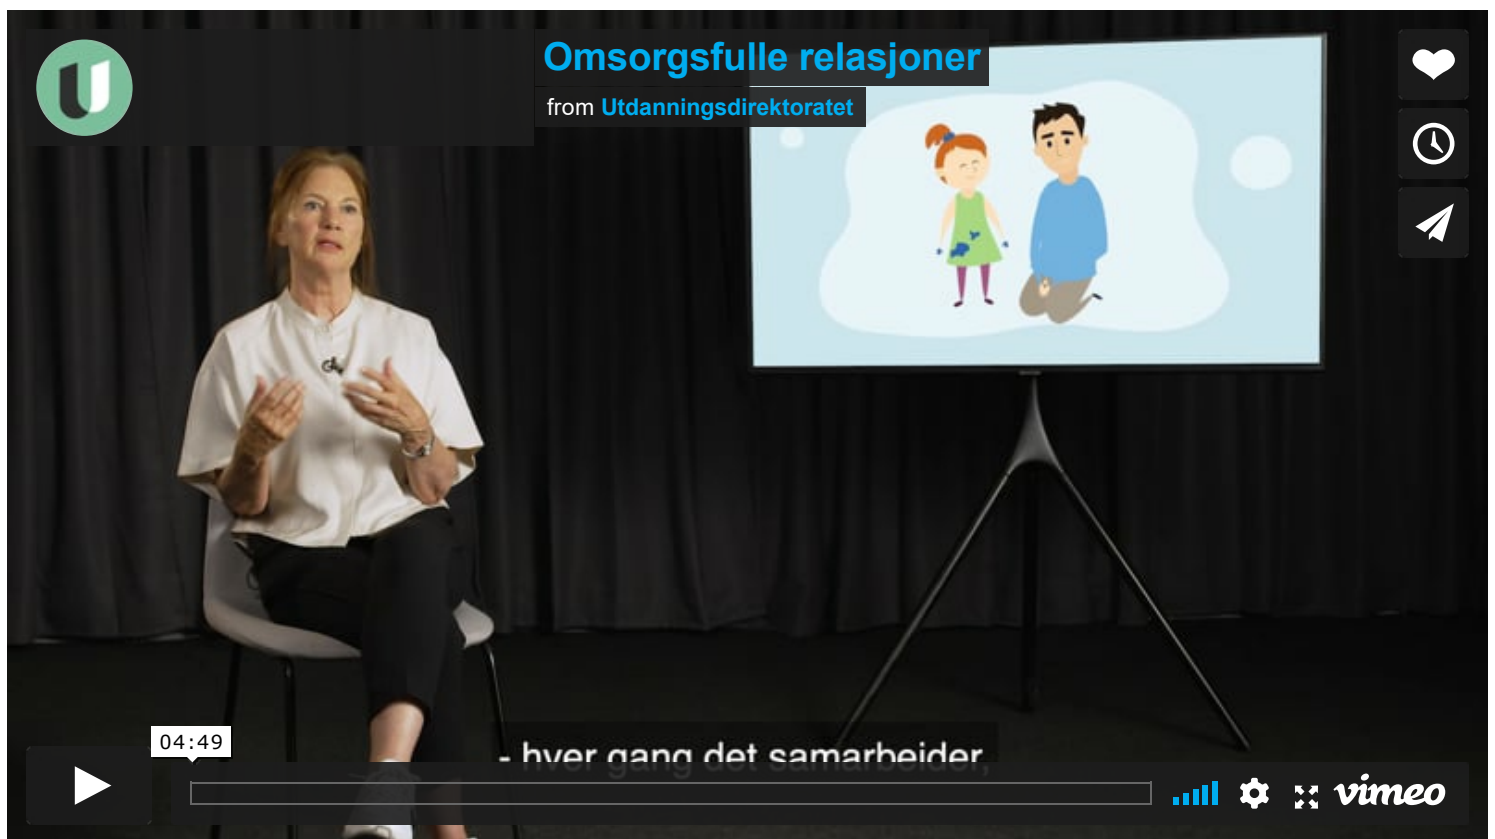 Omsorgsfulle relasjoner
from Utdanningsdirektoratet
04:49
- hver gang det samarbeider,
vimeo